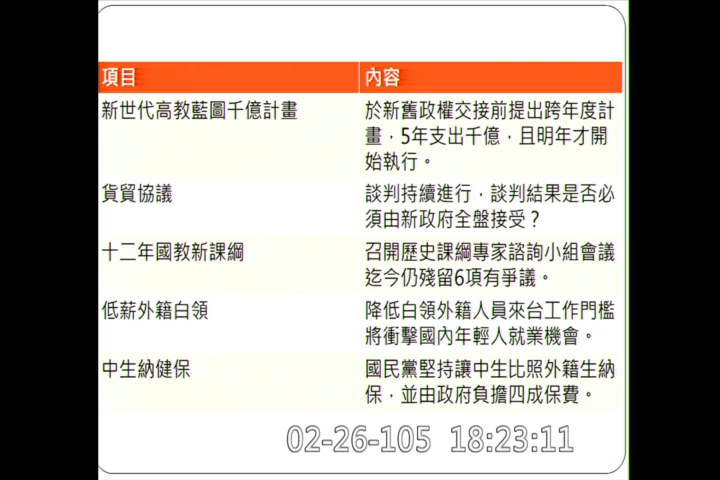 項目 內容
新世代高教藍圖千億計畫 於新舊政權交接前提出跨年度計
畫，5年支出千億，且明年才開
始執行。
貨貿協議 談判持續進行，談判結果是否必
須由新政府全盤接受？
十二年國教新課綱 召開歷史課綱專家諮詢小組會議
迄今仍殘留6項有爭議。
低薪外籍白領 降低白領外籍人員來台工作門檻
將衝擊國內年輕人就業機會。
中生納健保 國民黨堅持讓中生比照外籍生納
保，並由政府負擔四成保費。
02-26-105 18:23:11